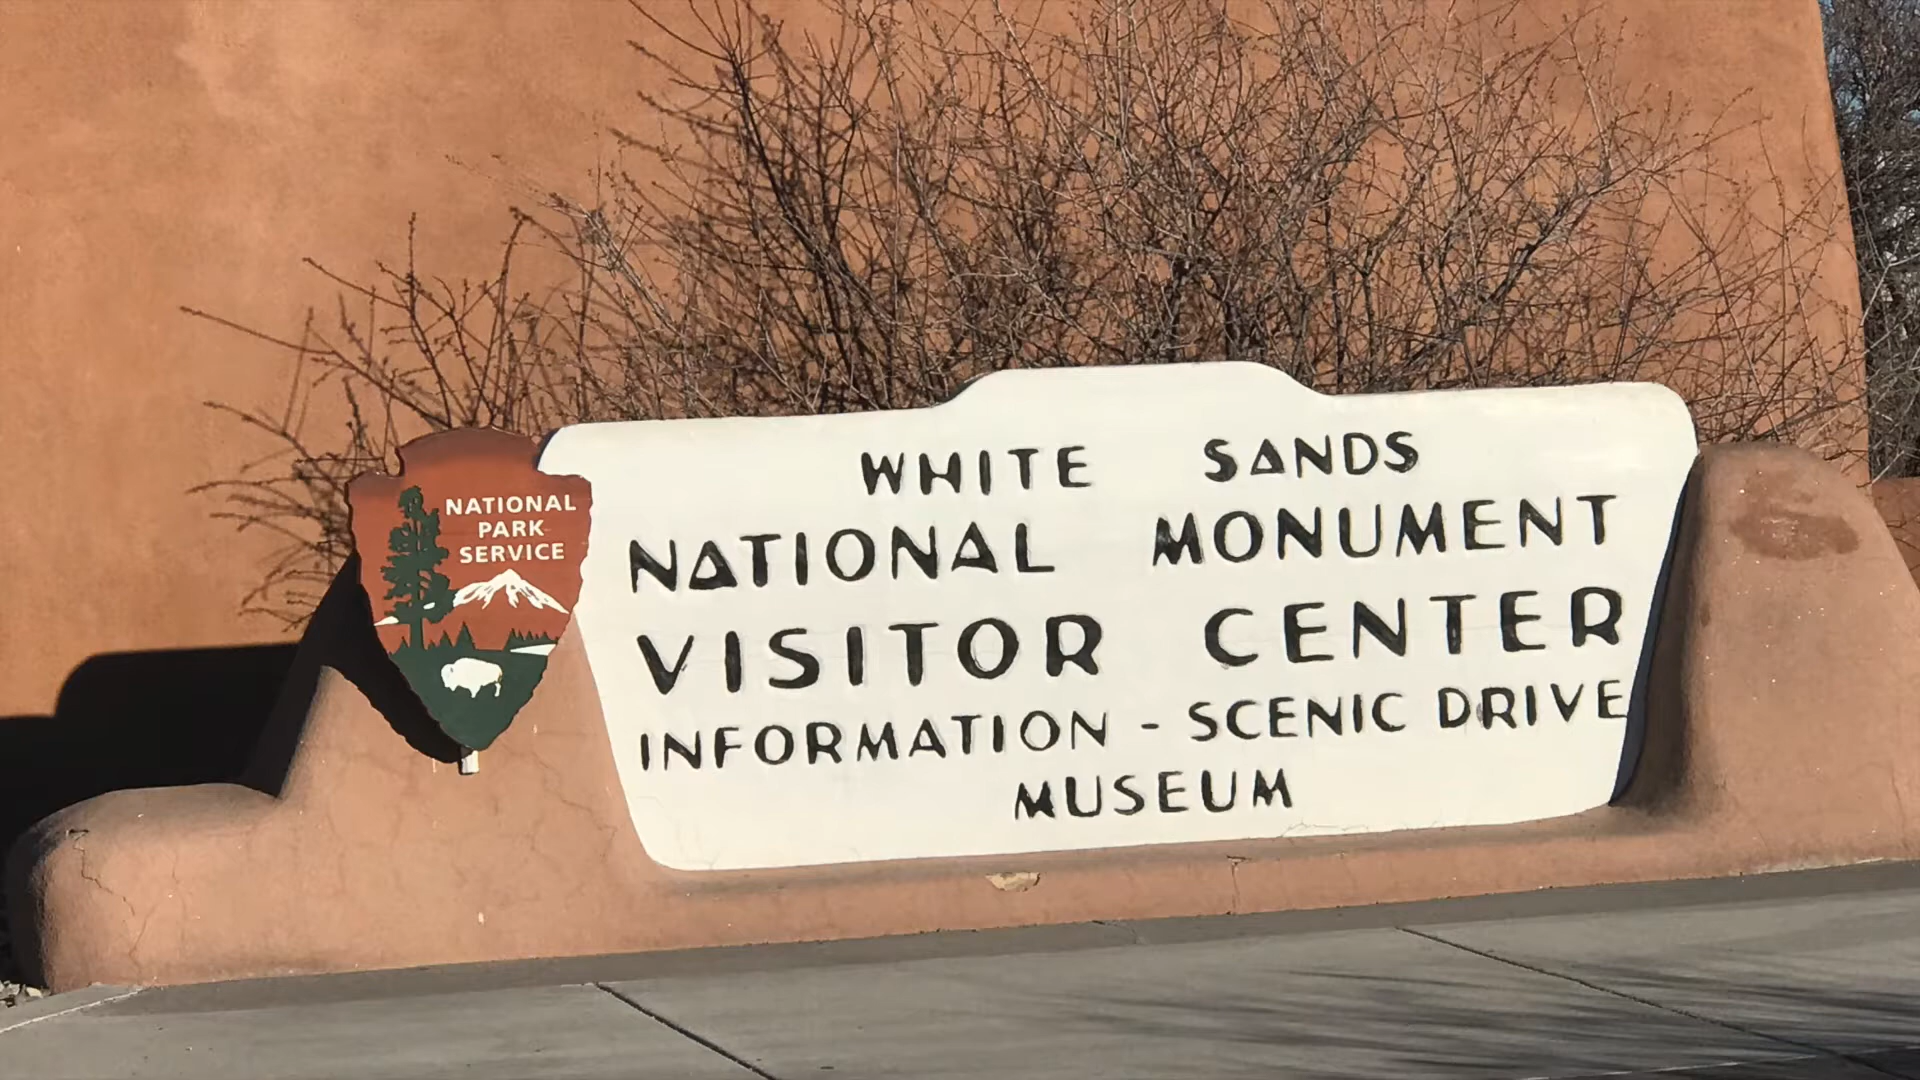 NATIONAL
PARK
SERVICE
WHITE SANDS
NATIONAL MONUMENT
VISITOR CENTER
INFORMATION - SCENIC DRIVE
MUSEUM